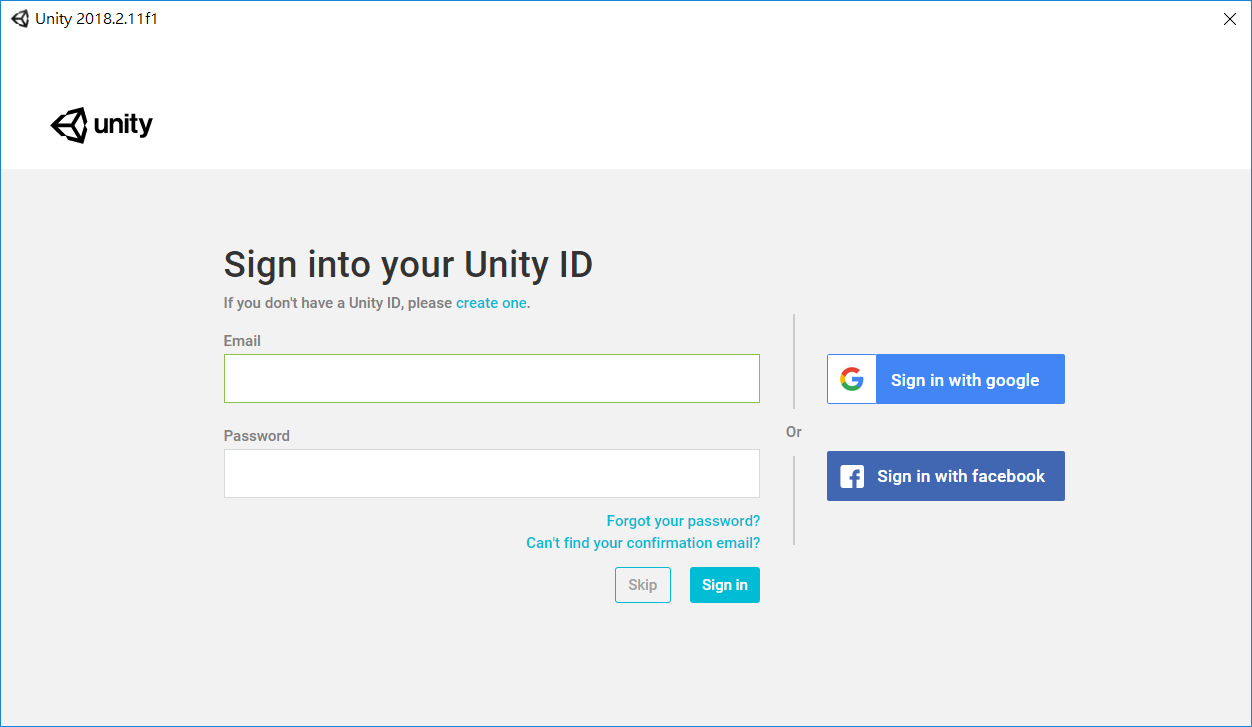 Unity 2018.2.11f1
unity
Sign into your Unity ID
If you don't have a Unity ID, please create one.
Email
Password
Forgot your password?
Can't find your confirmation email?
Skip
Sign in
Or
Sign in with google
Sign in with facebook